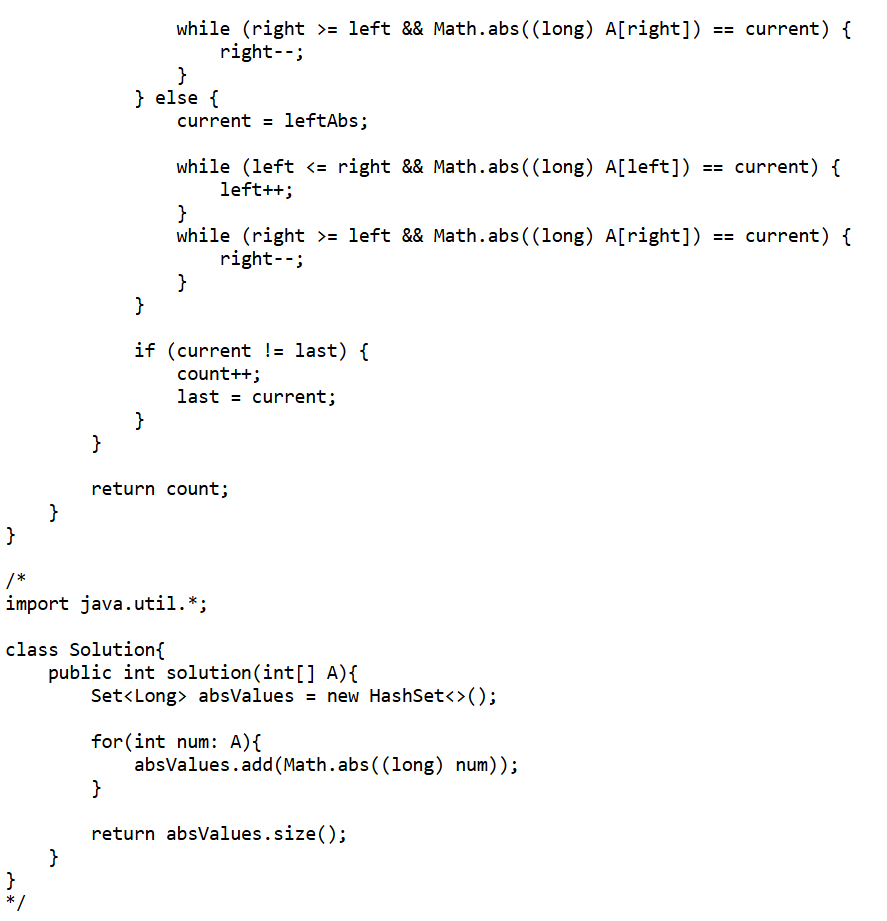 while (right >= left && Math.abs((long) A[right]) == current) {
                    right--;
                }
            } else {
                current = leftAbs;

                while (left <= right && Math.abs((long) A[left]) == current) {
                    left++;
                }
                while (right >= left && Math.abs((long) A[right]) == current) {
                    right--;
                }
            }

            if (current != last) {
                count++;
                last = current;
            }
        }

        return count;
    }
}

/*
import java.util.*;

class Solution{
    public int solution(int[] A){
        Set<Long> absValues = new HashSet<>();

        for(int num: A){
            absValues.add(Math.abs((long) num));
        }

        return absValues.size();
    }
}
*/